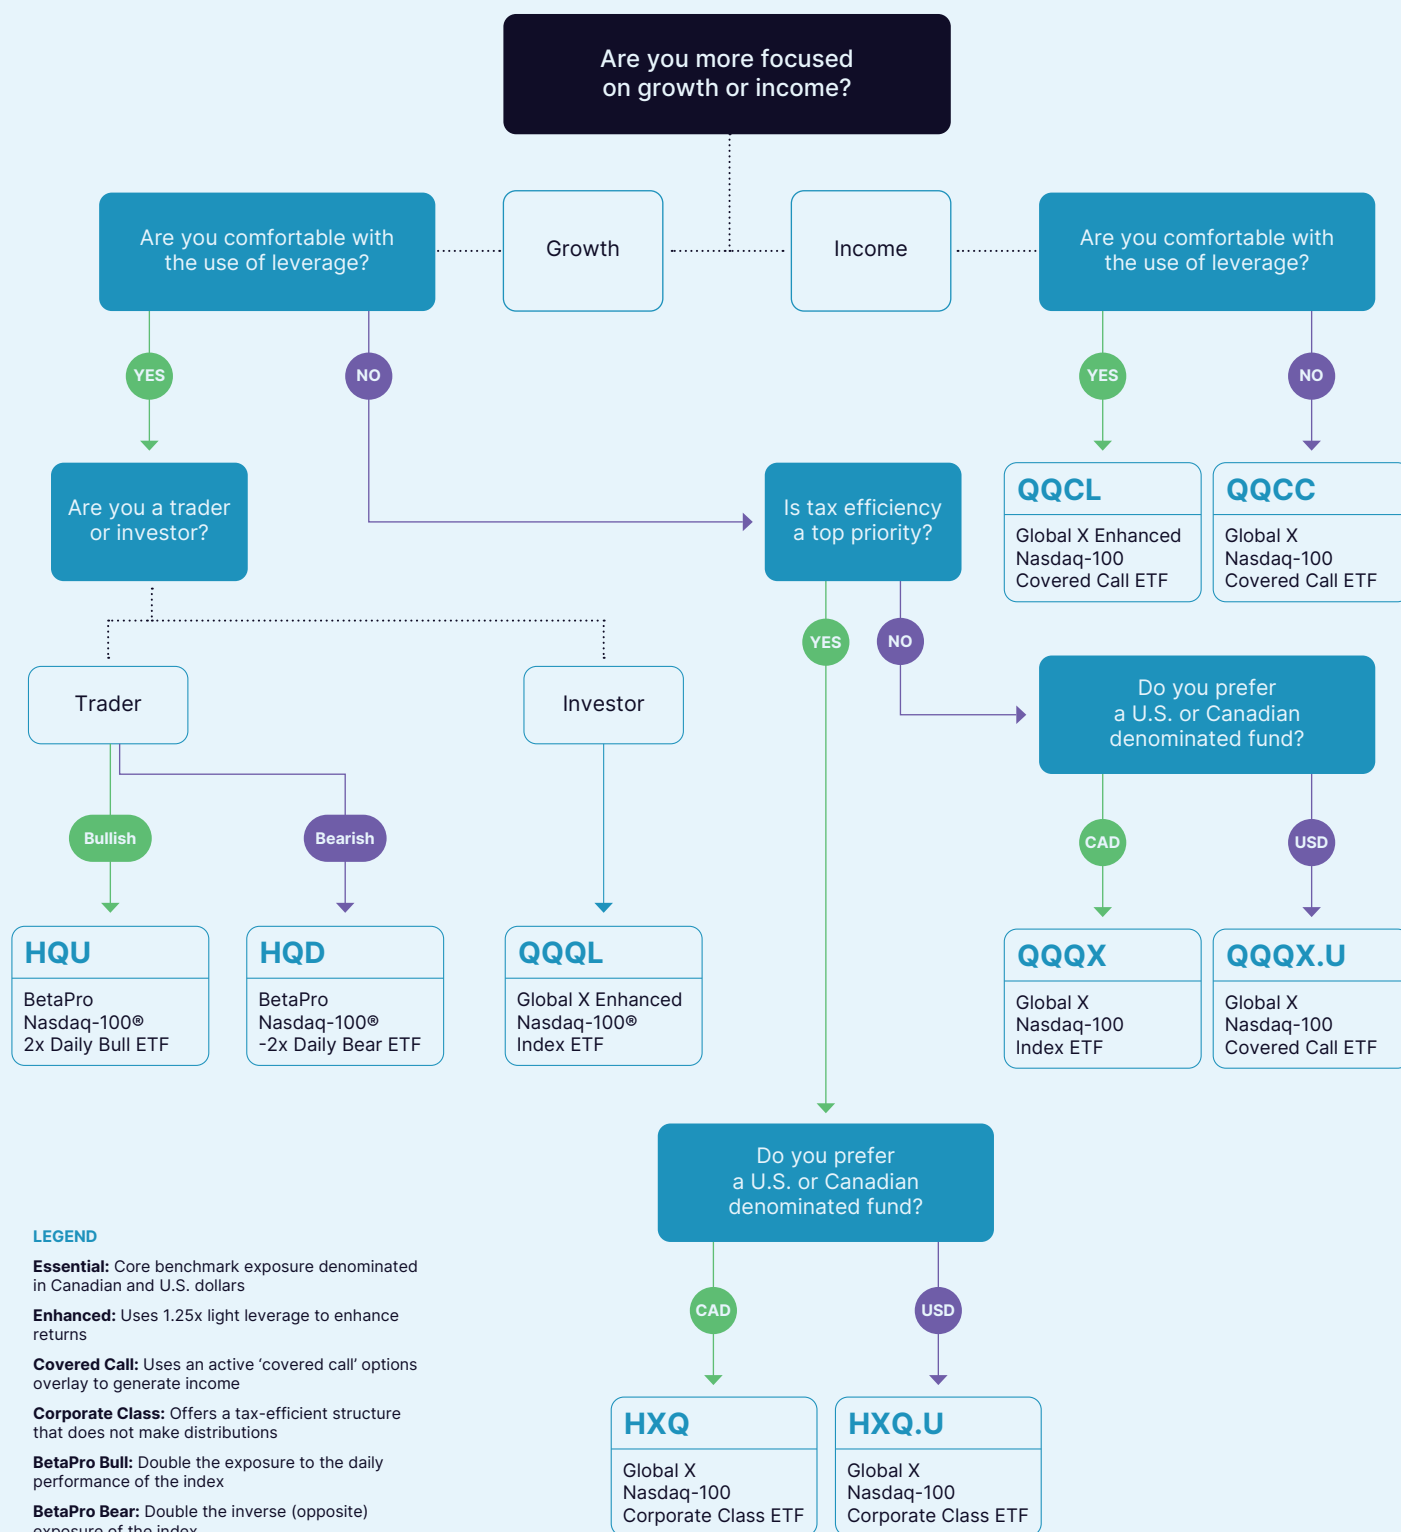 Are you more focused
on growth or income?
Are you comfortable with
the use of leverage?
Growth
Income
Are you comfortable with
the use of leverage?
YES
NO
YES
NO
Are you a trader
or investor?
Is tax efficiency
a top priority?
QQCL
Global X Enhanced
Nasdaq-100
Covered Call ETF
QQCC
Global X
Nasdaq-100
Covered Call ETF
YES
NO
Trader
Investor
Do you prefer
a U.S. or Canadian
denominated fund?
Bullish
Bearish
CAD
USD
HQU
BetaPro
Nasdaq-100®
2x Daily Bull ETF
HQD
BetaPro
Nasdaq-100®
-2x Daily Bear ETF
QQQL
Global X Enhanced
Nasdaq-100®
Index ETF
QQQX
Global X
Nasdaq-100
Index ETF
QQQX.U
Global X
Nasdaq-100
Covered Call ETF
Do you prefer
a U.S. or Canadian
denominated fund?
CAD
USD
HXQ
Global X
Nasdaq-100
Corporate Class ETF
HXQ.U
Global X
Nasdaq-100
Corporate Class ETF
LEGEND
Essential: Core benchmark exposure denominated
in Canadian and U.S. dollars
Enhanced: Uses 1.25x light leverage to enhance
returns
Covered Call: Uses an active ‘covered call’ options
overlay to generate income
Corporate Class: Offers a tax-efficient structure
that does not make distributions
BetaPro Bull: Double the exposure to the daily
performance of the index
BetaPro Bear: Double the inverse (opposite)
exposure of the index